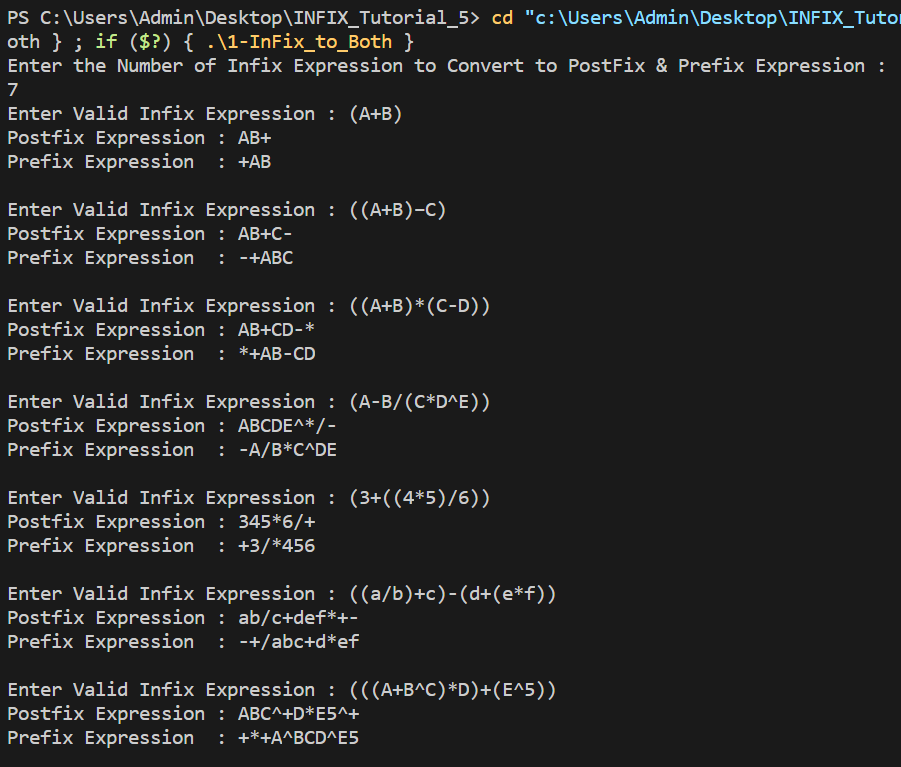 PS C:\Users\Admin\Desktop\INFIX_Tutorial_5> cd "c:\Users\Admin\Desktop\INFIX_Tutor
oth } ; if ($?) { .\1-InFix_to_Both }
Enter the Number of Infix Expression to Convert to PostFix & Prefix Expression :
7
Enter Valid Infix Expression : (A+B)
Postfix Expression : AB+
Prefix Expression  : +AB
Enter Valid Infix Expression : ((A+B)–C)
Postfix Expression : AB+C-
Prefix Expression  : -+ABC
Enter Valid Infix Expression : ((A+B)*(C-D))
Postfix Expression : AB+CD-*
Prefix Expression  : *+AB-CD
Enter Valid Infix Expression : (A-B/(C*D^E))
Postfix Expression : ABCDE^*/-
Prefix Expression  : -A/B*C^DE
Enter Valid Infix Expression : (3+((4*5)/6))
Postfix Expression : 345*6/+
Prefix Expression  : +3/*456
Enter Valid Infix Expression : ((a/b)+c)-(d+(e*f))
Postfix Expression : ab/c+def*+-
Prefix Expression  : -+/abc+d*ef
Enter Valid Infix Expression : (((A+B^C)*D)+(E^5))
Postfix Expression : ABC^+D*E5^+
Prefix Expression  : +*+A^BCD^E5